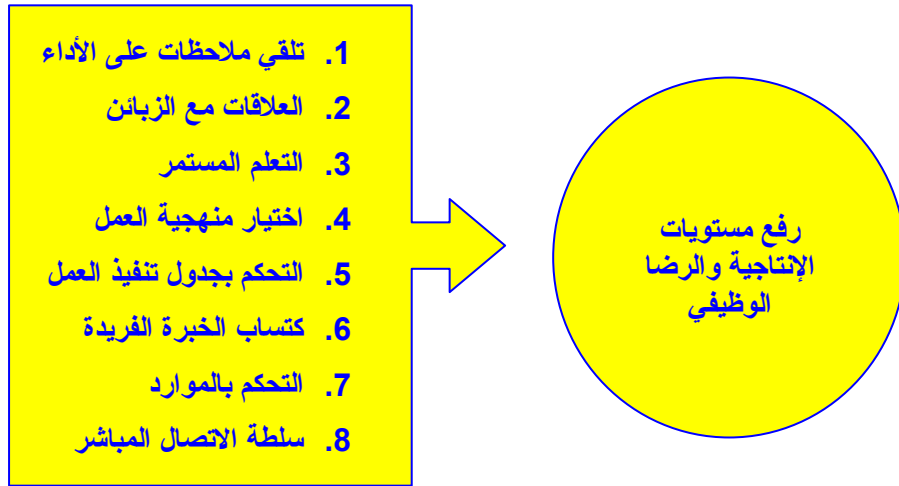 1. تلقي ملاحظات على الأداء
2. العلاقات مع الزبائن
3. التعلم المستمر
4. اختيار منهجية العمل
5. التحكم بجدول تنفيذ العمل
6. كتساب الخبرة الفريدة
7. التحكم بالموارد
8. سلطة الاتصال المباشر
رفع مستويات
الإنتاجية والرضا
الوظيفي